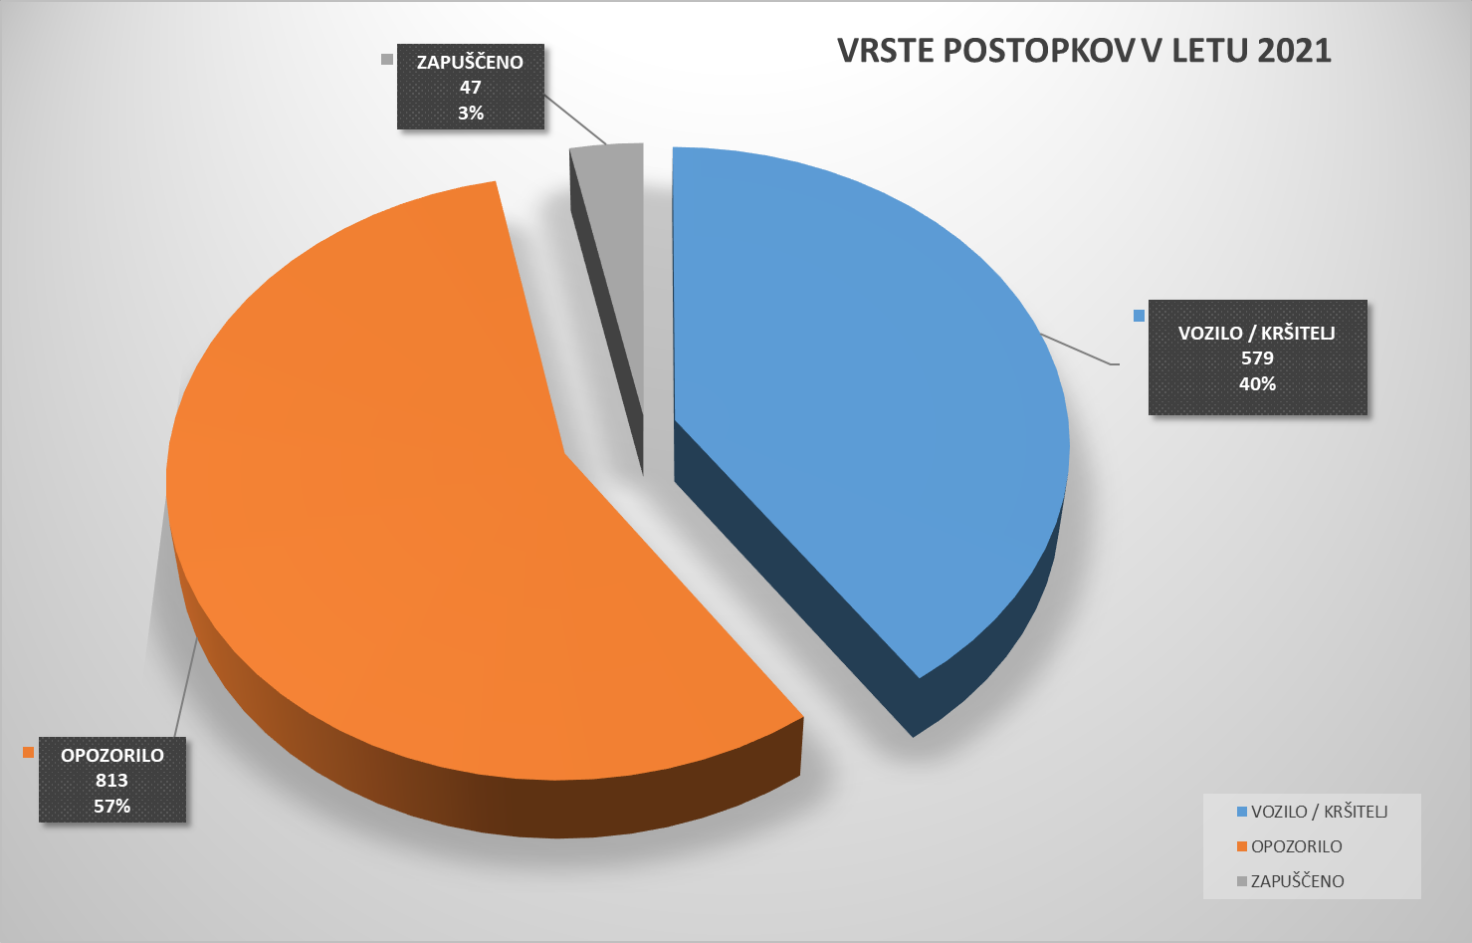 VRSTE POSTOPKOV V LETU 2021
ZAPUŠČENO
47
3%
VOZILO / KRŠITELJ
579
40%
OPOZORILO
813
57%
VOZILO / KRŠITELJ
OPOZORILO
ZAPUŠČENO